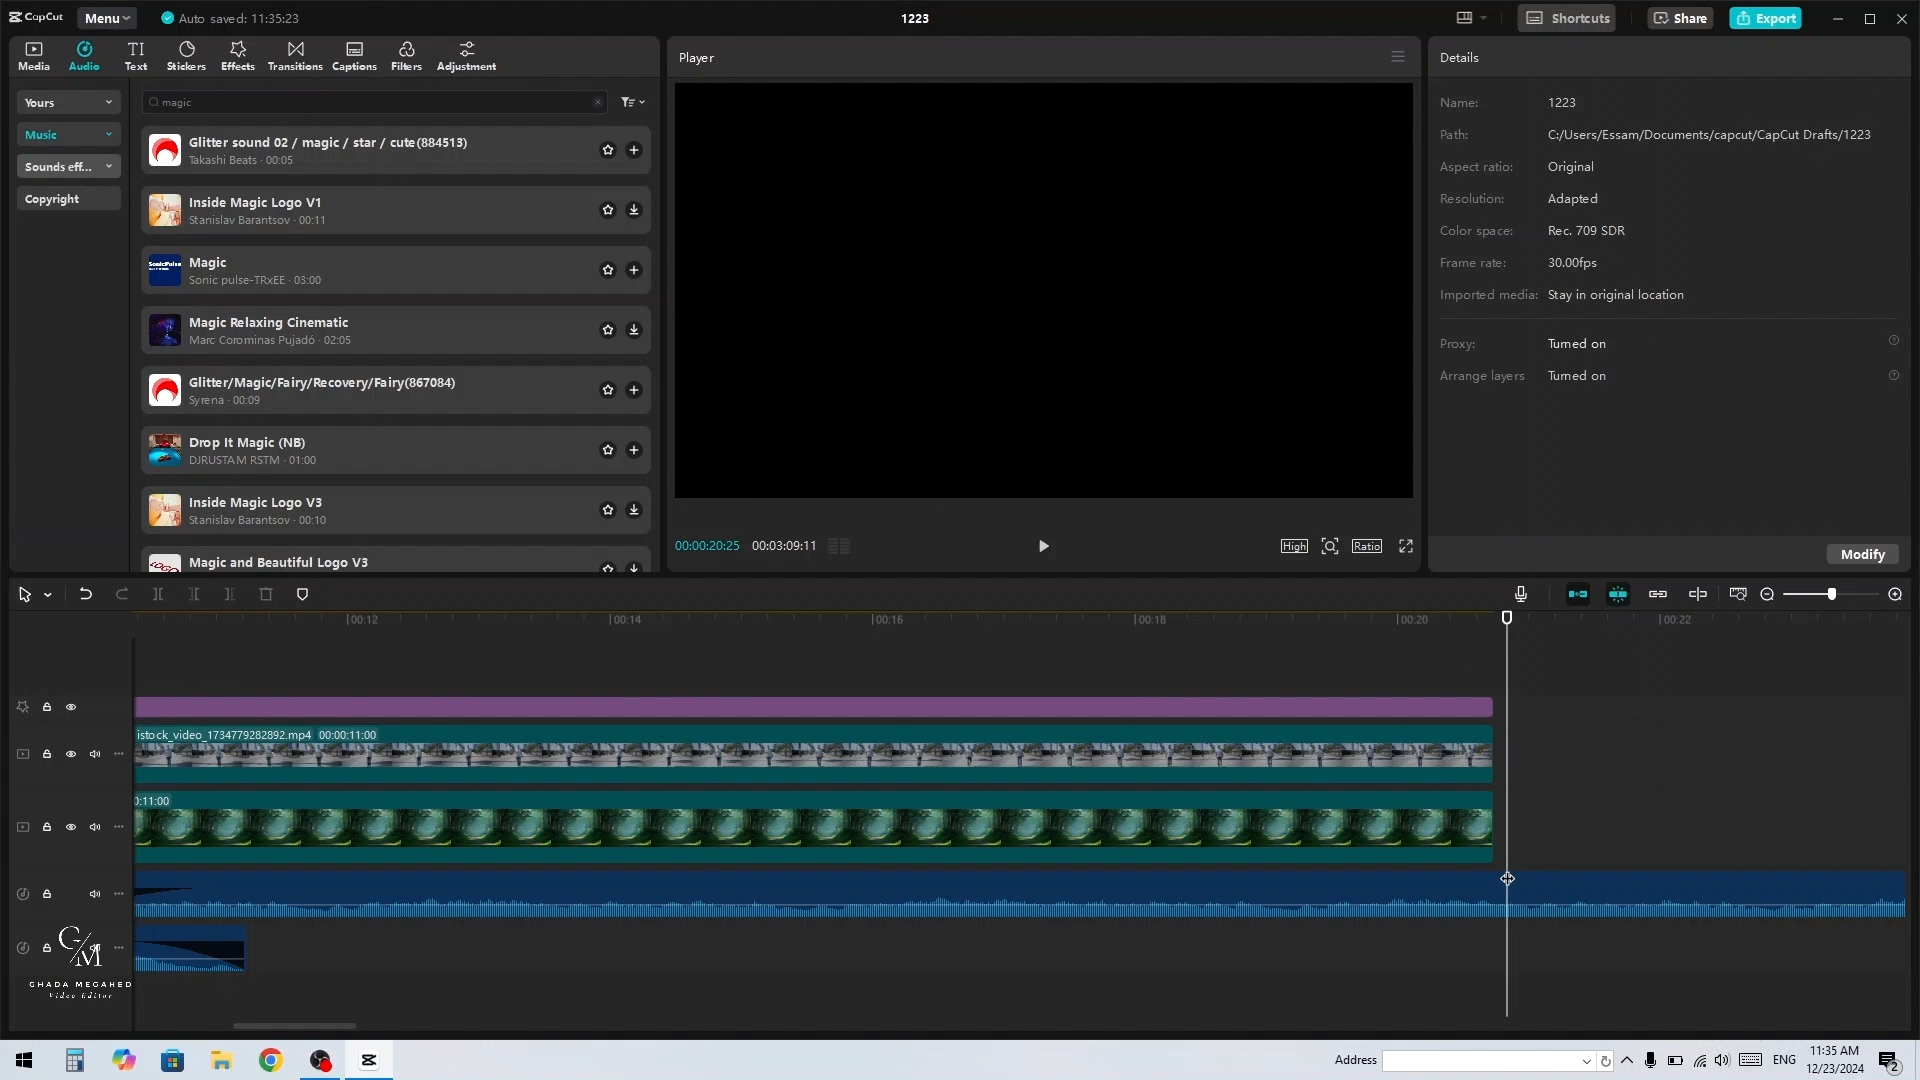 CapCut
Menu
Auto saved: 11:35:23
1223
Shortcuts
Share
Export
Media
Audio
Text
Stickers
Effects
Transitions
Captions
Filters
Adjustment
Yours
Music
Sounds eff...
Copyright
magic
Glitter sound 02 / magic / star / cute(884513)
Takashi Beats · 00:05
Inside Magic Logo V1
Stanislav Barantsov · 00:11
Magic
Sonic pulse-TRxEE · 03:00
Magic Relaxing Cinematic
Marc Corominas Pujadó · 02:05
Glitter/Magic/Fairy/Recovery/Fairy(867084)
Syrena · 00:09
Drop It Magic (NB)
DJRUSTAM RSTM · 01:00
Inside Magic Logo V3
Stanislav Barantsov · 00:10
Magic and Beautiful Logo V3
Player
00:00:20:25
00:03:09:11
High
Ratio
Details
Name: 1223
Path: C:/Users/Essam/Documents/capcut/CapCut Drafts/1223
Aspect ratio: Original
Resolution: Adapted
Color space: Rec. 709 SDR
Frame rate: 30.00fps
Imported media: Stay in original location
Proxy: Turned on
Arrange layers Turned on
Modify
00:12
00:14
00:16
00:18
00:20
00:22
istock_video_1734779282892.mp4 00:00:11:00
0:11:00
G/M
GHADA MEGAHED
Video Editor
Address
ENG
11:35 AM
12/23/2024
2